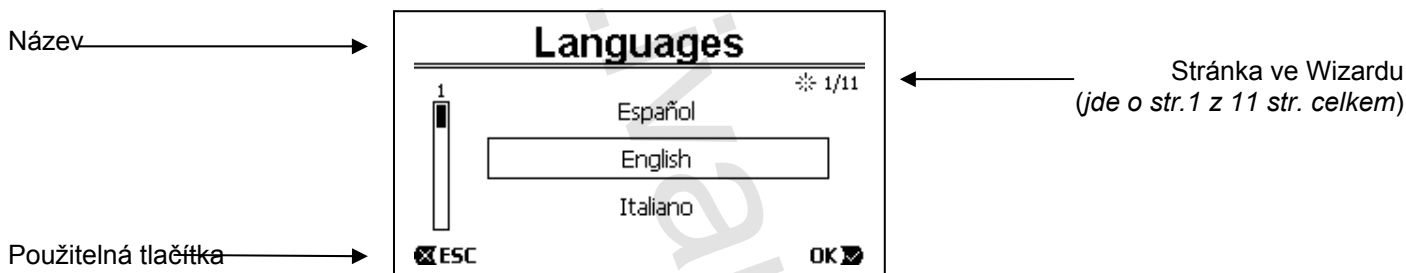 Název
Languages
1
1/11
Español
English
Italiano
ESC
OK
Stránka ve Wizardu
(jde o str.1 z 11 str. celkem)
Použitelná tlačítka